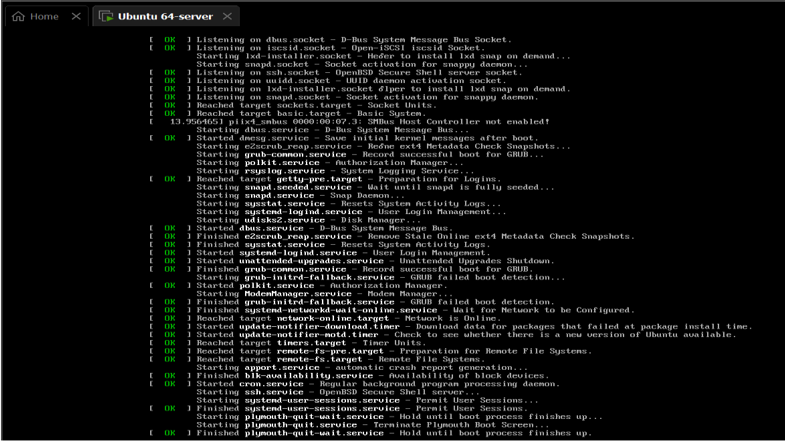 Home
Ubuntu 64-server
[ OK ] Listening on dbus.socket - D-Bus System Message Bus Socket.
[ OK ] Listening on iscsid.socket - Open-iSCSI iscsid Socket.
Starting lxd-installer.socket - Helper to install lxd snap on demand...
Starting snapd.socket - Socket activation for snappy daemon...
[ OK ] Listening on ssh.socket - OpenBSD Secure Shell server socket.
[ OK ] Listening on uuidd.socket - UUID daemon activation socket.
[ OK ] Listening on lxd-installer.socket to install lxd snap on demand.
[ OK ] Listening on snapd.socket - Socket activation for snappy daemon.
[ OK ] Reached target sockets.target - Socket Units.
[ OK ] Reached target basic.target - Basic System.
13.956465] piix4_smbus 0000:00:07.3: SMBus Host Controller not enabled!
Starting dbus.service - D-Bus System Message Bus...
[ OK ] Started dmesg.service - Save initial kernel messages after boot.
Starting e2scrub_reap.service - ext4 Metadata Check Snapshots...
Starting grub-common.service - Record successful boot for GRUB...
Starting polkit.service - Authorization Manager...
Starting rsyslog.service - System Logging Service...
[ OK ] Reached target getty-pre.target - Preparation for Logins.
Starting snapd.seeded.service - Wait until snapd is fully seeded...
Starting snapd.service - Snap Daemon...
Starting sysstat.service - Resets System Activity Logs...
Starting systemd-logind.service - User Login Management...
Starting udisks2.service - Disk Manager...
[ OK ] Started dbus.service - D-Bus System Message Bus.
[ OK ] Finished e2scrub_reap.service - Remove Stale Online ext4 Metadata Check Snapshots.
[ OK ] Finished sysstat.service - Resets System Activity Logs.
[ OK ] Started systemd-logind.service - User Login Management.
[ OK ] Started unattended-upgrades.service - Unattended Upgrades Shutdown.
[ OK ] Finished grub-common.service - Record successful boot for GRUB.
Starting grub-initrd-fallback.service - GRUB failed boot detection...
[ OK ] Started polkit.service - Authorization Manager.
Starting ModemManager.service - Modem Manager...
[ OK ] Finished grub-initrd-fallback.service - GRUB failed boot detection.
[ OK ] Finished systemd-networkd-wait-online.service - Wait for Network to be Configured.
[ OK ] Reached target network-online.target - Network is Online.
[ OK ] Started update-notifier-download.timer - Download data for packages that failed at package install time.
[ OK ] Started update-notifier-motd.timer - Check to see whether there is a new version of Ubuntu available.
[ OK ] Reached target timers.target - Timer Units.
[ OK ] Reached target remote-fs-pre.target - Preparation for Remote File Systems.
[ OK ] Reached target remote-fs.target - Remote File Systems.
Starting apport.service - automatic crash report generation...
[ OK ] Finished blk-availability.service - Availability of block devices.
[ OK ] Started cron.service - Regular background program processing daemon.
Starting ssh.service - OpenBSD Secure Shell server...
Starting systemd-user-sessions.service - Permit User Sessions...
[ OK ] Finished systemd-user-sessions.service - Permit User Sessions.
Starting plymouth-quit-wait.service - Hold until boot process finishes up...
Starting plymouth-quit.service - Terminate Plymouth Boot Screen...
[ OK ] Finished plymouth-quit-wait.service - Hold until boot process finishes up.